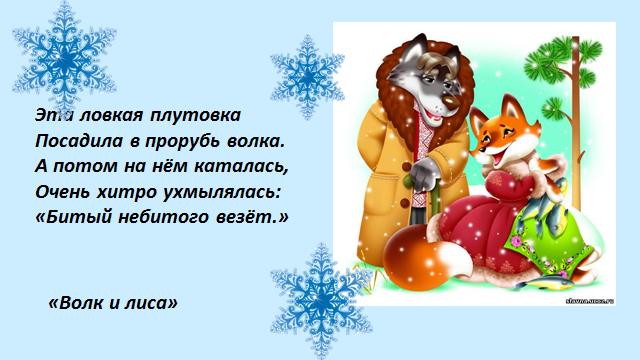 Эта ловкая плутовка
Посадила в прорубь волка.
А потом на нём каталась,
Очень хитро ухмылялась:
«Битый небитого везёт.»
«Волк и лиса»